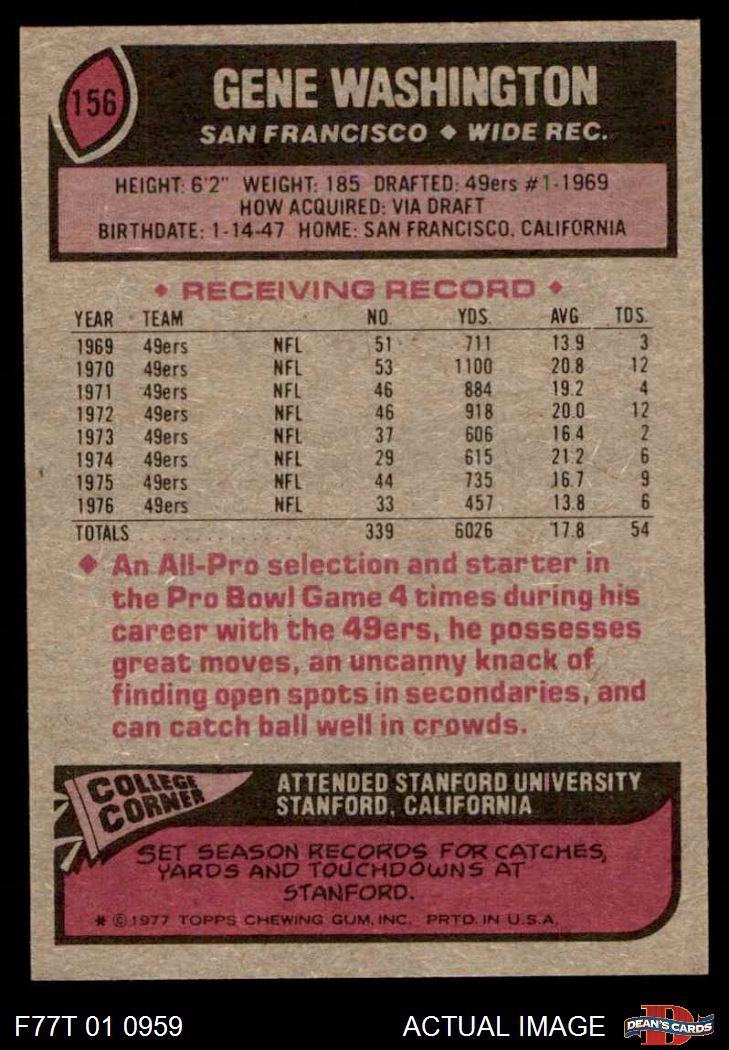 156
GENE WASHINGTON
SAN FRANCISCO ♦ WIDE REC.
HEIGHT: 6'2" WEIGHT: 185 DRAFTED: 49ers #1-1969
HOW ACQUIRED: VIA DRAFT
BIRTHDATE: 1-14-47 HOME: SAN FRANCISCO, CALIFORNIA
♦ RECEIVING RECORD ♦
YEAR TEAM NO. YDS. AVG TDS.
1969 49ers NFL 51 711 13.9 3
1970 49ers NFL 53 1100 20.8 12
1971 49ers NFL 46 884 19.2 4
1972 49ers NFL 46 918 20.0 12
1973 49ers NFL 37 606 16.4 2
1974 49ers NFL 29 615 21.2 6
1975 49ers NFL 44 735 16.7 9
1976 49ers NFL 33 457 13.8 6
TOTALS 339 6026 17.8 54
♦ An All-Pro selection and starter in
the Pro Bowl Game 4 times during his
career with the 49ers, he possesses
great moves, an uncanny knack of
finding open spots in secondaries, and
can catch ball well in crowds.
COLLEGE
CORNER
ATTENDED STANFORD UNIVERSITY
STANFORD, CALIFORNIA
SET SEASON RECORDS FOR CATCHES,
YARDS AND TOUCHDOWNS AT
STANFORD.
* © 1977 TOPPS CHEWING GUM, INC. PRTD. IN U.S.A.
F77T 01 0959
ACTUAL IMAGE
D
DEAN'S CARDS